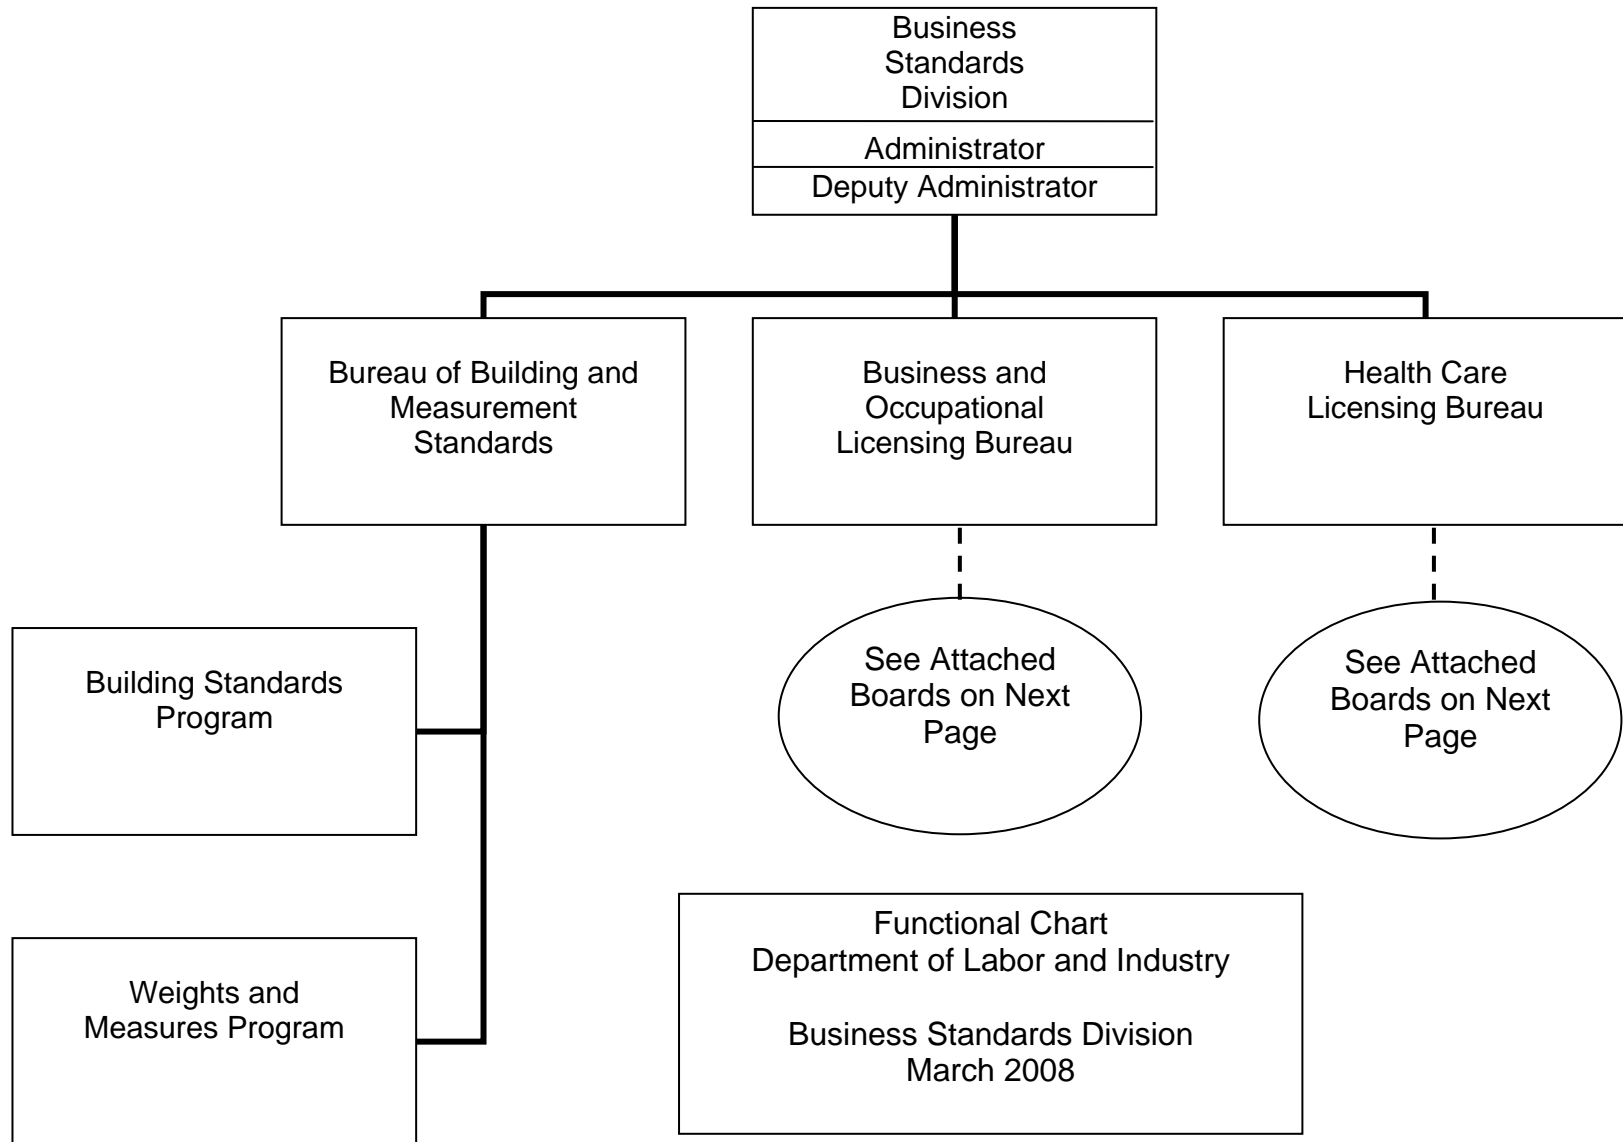 Business
Standards
Division
Administrator
Deputy Administrator
Bureau of Building and
Measurement
Standards
Business and
Occupational
Licensing Bureau
Health Care
Licensing Bureau
Building Standards
Program
See Attached
Boards on Next
Page
See Attached
Boards on Next
Page
Weights and
Measures Program
Functional Chart
Department of Labor and Industry
Business Standards Division
March 2008